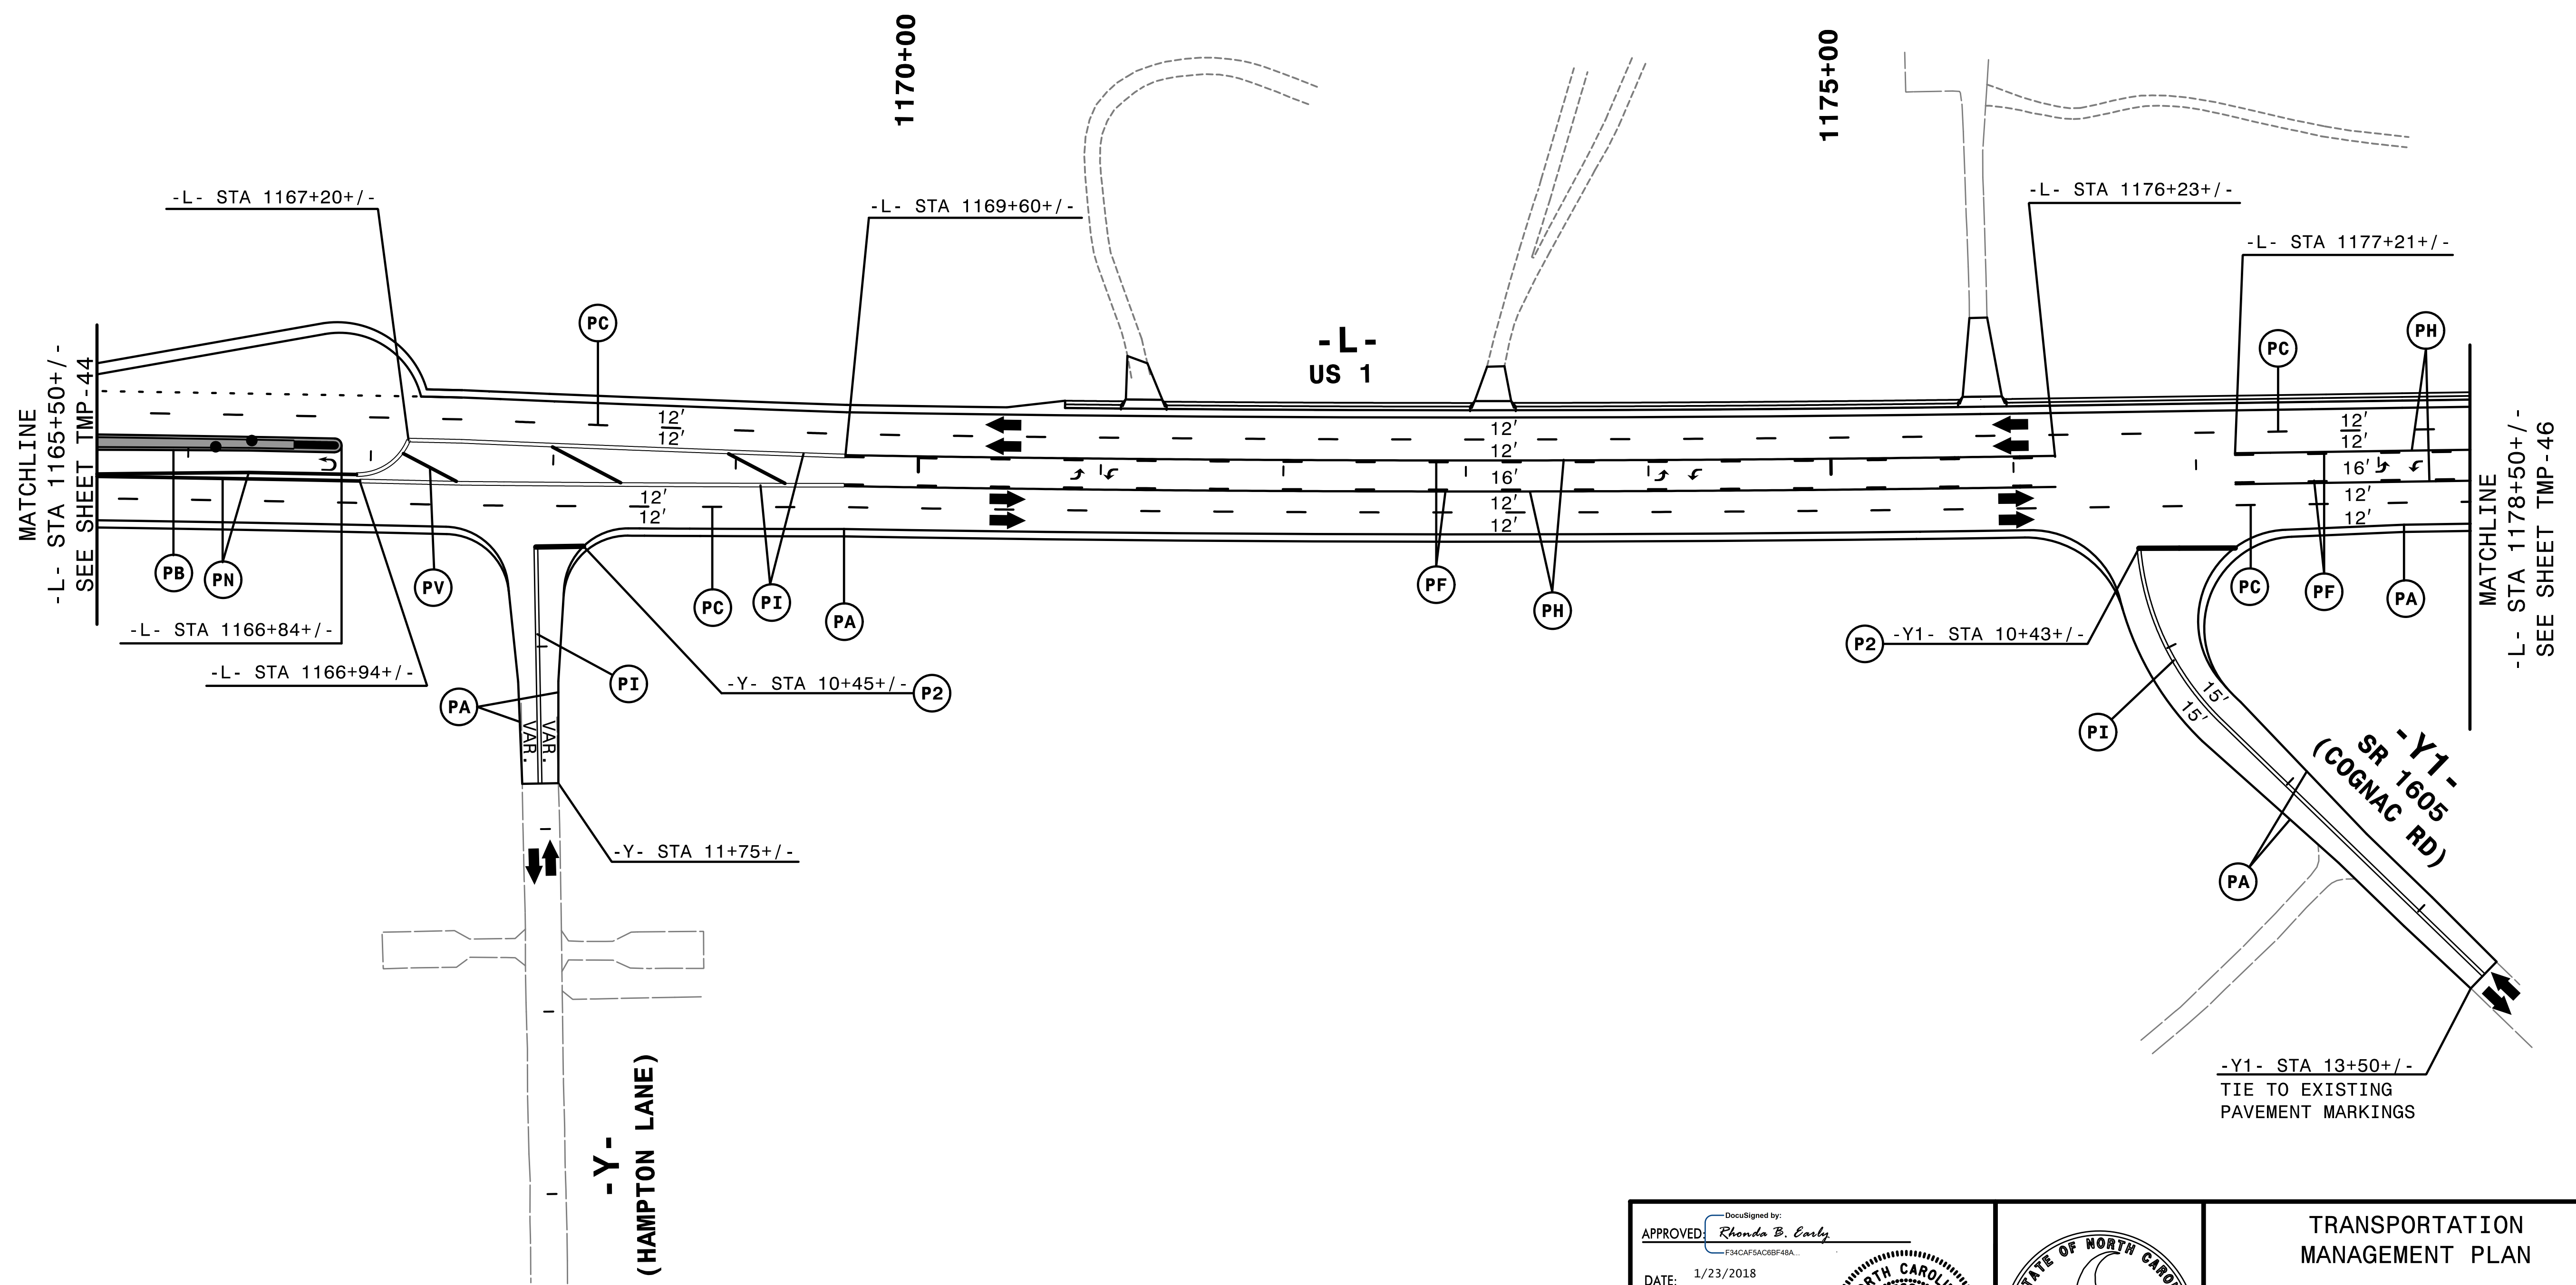 1170+00
1175+00
-L- STA 1167+20+/-
-L- STA 1169+60+/-
-L- STA 1176+23+/-
-L- STA 1177+21+/-
MATCHLINE
-L- STA 1165+50+/-
SEE SHEET TMP-44
PC
-L-
US 1
PC
PH
12'
12'
12'
12'
16'
12'
12'
12'
12'
12'
12'
16'
12'
12'
MATCHLINE
-L- STA 1178+50+/-
SEE SHEET TMP-46
PB
PN
PV
PC
PI
PA
PF
PH
PC
PF
PA
-L- STA 1166+84+/-
-L- STA 1166+94+/-
P2
-Y1- STA 10+43+/-
PI
PA
-Y- STA 10+45+/-
P2
VAR.
VAR.
PI
15'
15'
-Y1-
SR 1605
(COGNAC RD)
PA
-Y- STA 11+75+/-
-Y-
(HAMPTON LANE)
-Y1- STA 13+50+/-
TIE TO EXISTING
PAVEMENT MARKINGS
APPROVED:
DocuSigned by:
Rhonda B. Early
F34CAF5AC6BF48A...
DATE:
1/23/2018
TRANSPORTATION
MANAGEMENT PLAN